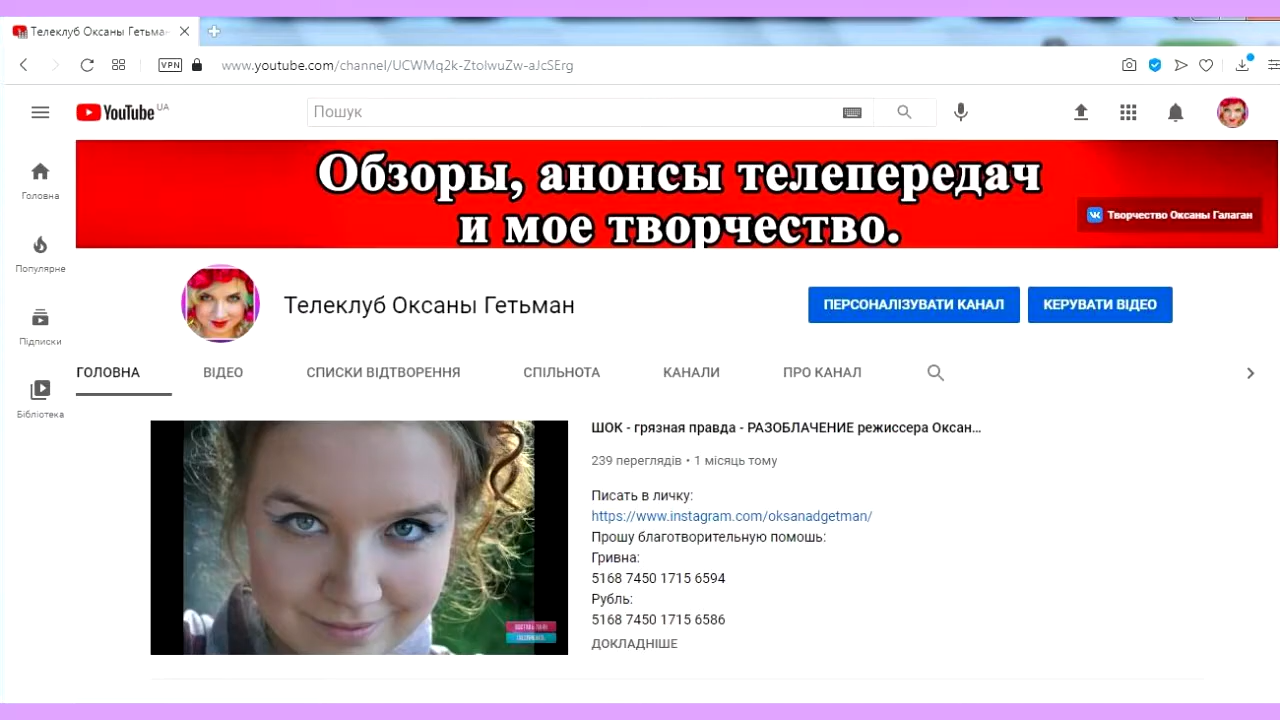 Телеклуб Оксаны Гетьма
VPN
www.youtube.com/channel/UCWMq2k-ZtolwuZw-aJcSErg
YouTube UA
Пошук
Головна
Популярне
Підписки
Бібліотека
Обзоры, анонсы телепередач
и мое творчество.
Творчество Оксаны Галаган
Телеклуб Оксаны Гетьман
ПЕРСОНАЛІЗУВАТИ КАНАЛ
КЕРУВАТИ ВІДЕО
ГОЛОВНА ВІДЕО СПИСКИ ВІДТВОРЕННЯ СПІЛЬНОТА КАНАЛИ ПРО КАНАЛ
ШОК - грязная правда - РАЗОБЛАЧЕНИЕ режиссера Оксан...
239 переглядів • 1 місяць тому
Писать в личку:
https://www.instagram.com/oksanadgetman/
Прошу благотворительную помошь:
Гривна:
5168 7450 1715 6594
Рубль:
5168 7450 1715 6586
ДОКЛАДНІШЕ